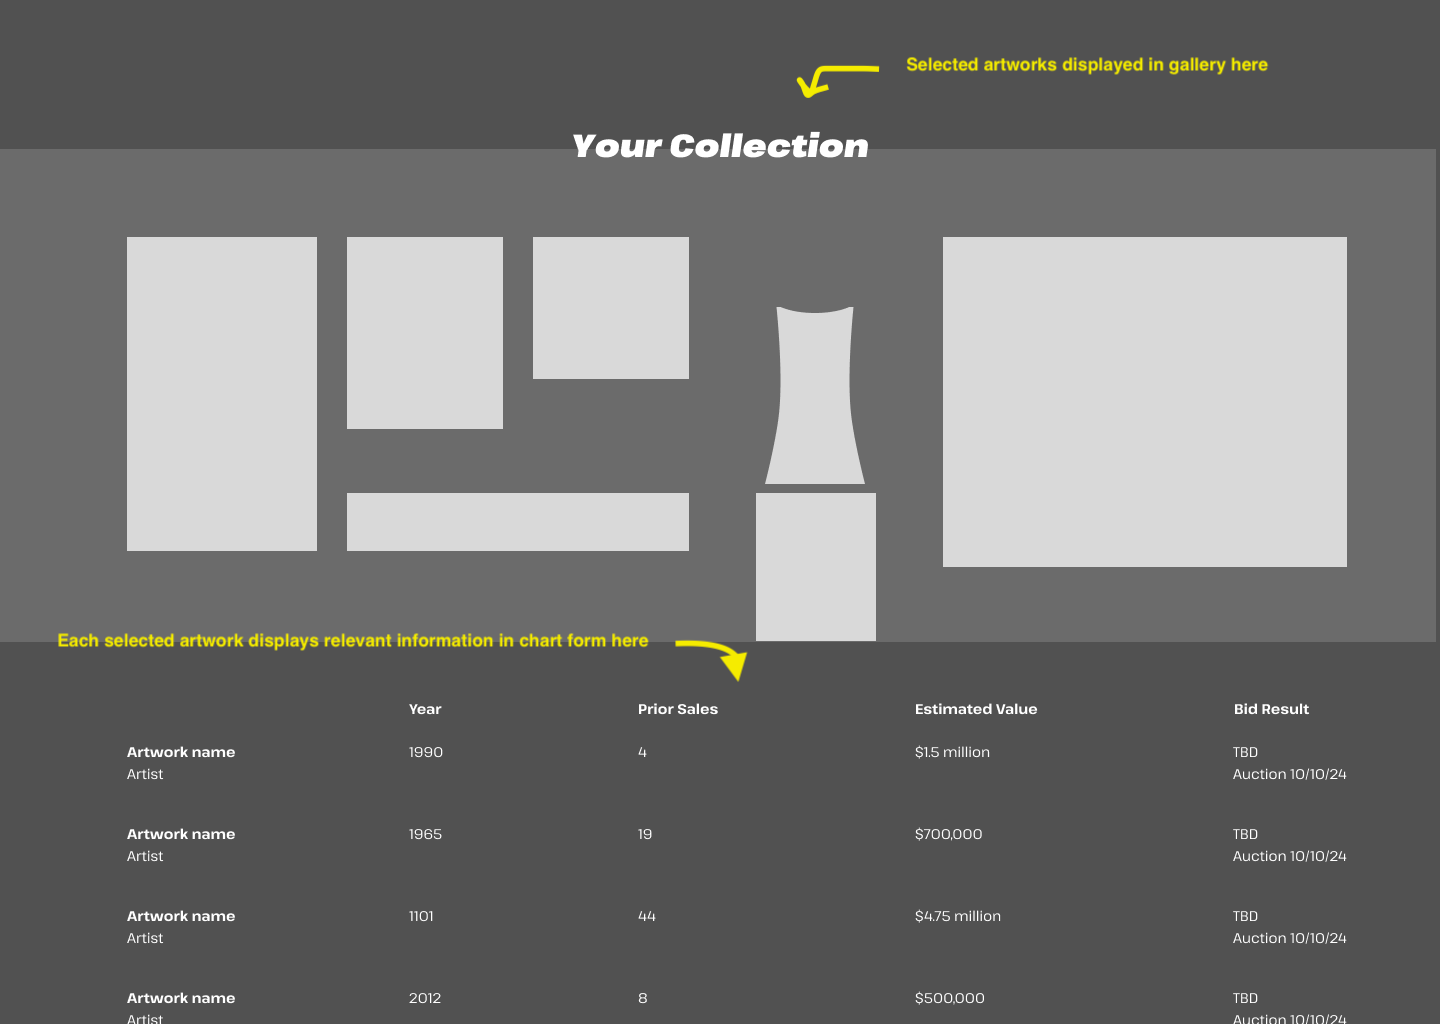 Selected artworks displayed in gallery here
Your Collection
Each selected artwork displays relevant information in chart form here
Year Prior Sales Estimated Value Bid Result
Artwork name 1990 4 $1.5 million TBD
Artist Auction 10/10/24
Artwork name 1965 19 $700,000 TBD
Artist Auction 10/10/24
Artwork name 1101 44 $4.75 million TBD
Artist Auction 10/10/24
Artwork name 2012 8 $500,000 TBD
Artist Auction 10/10/24